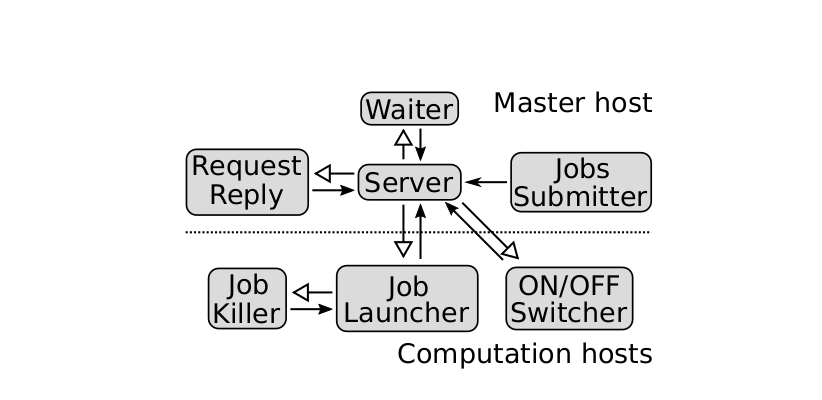 Waiter
Master host
Request
Reply
Server
Jobs
Submitter
Job
Killer
Job
Launcher
ON/OFF
Switcher
Computation hosts